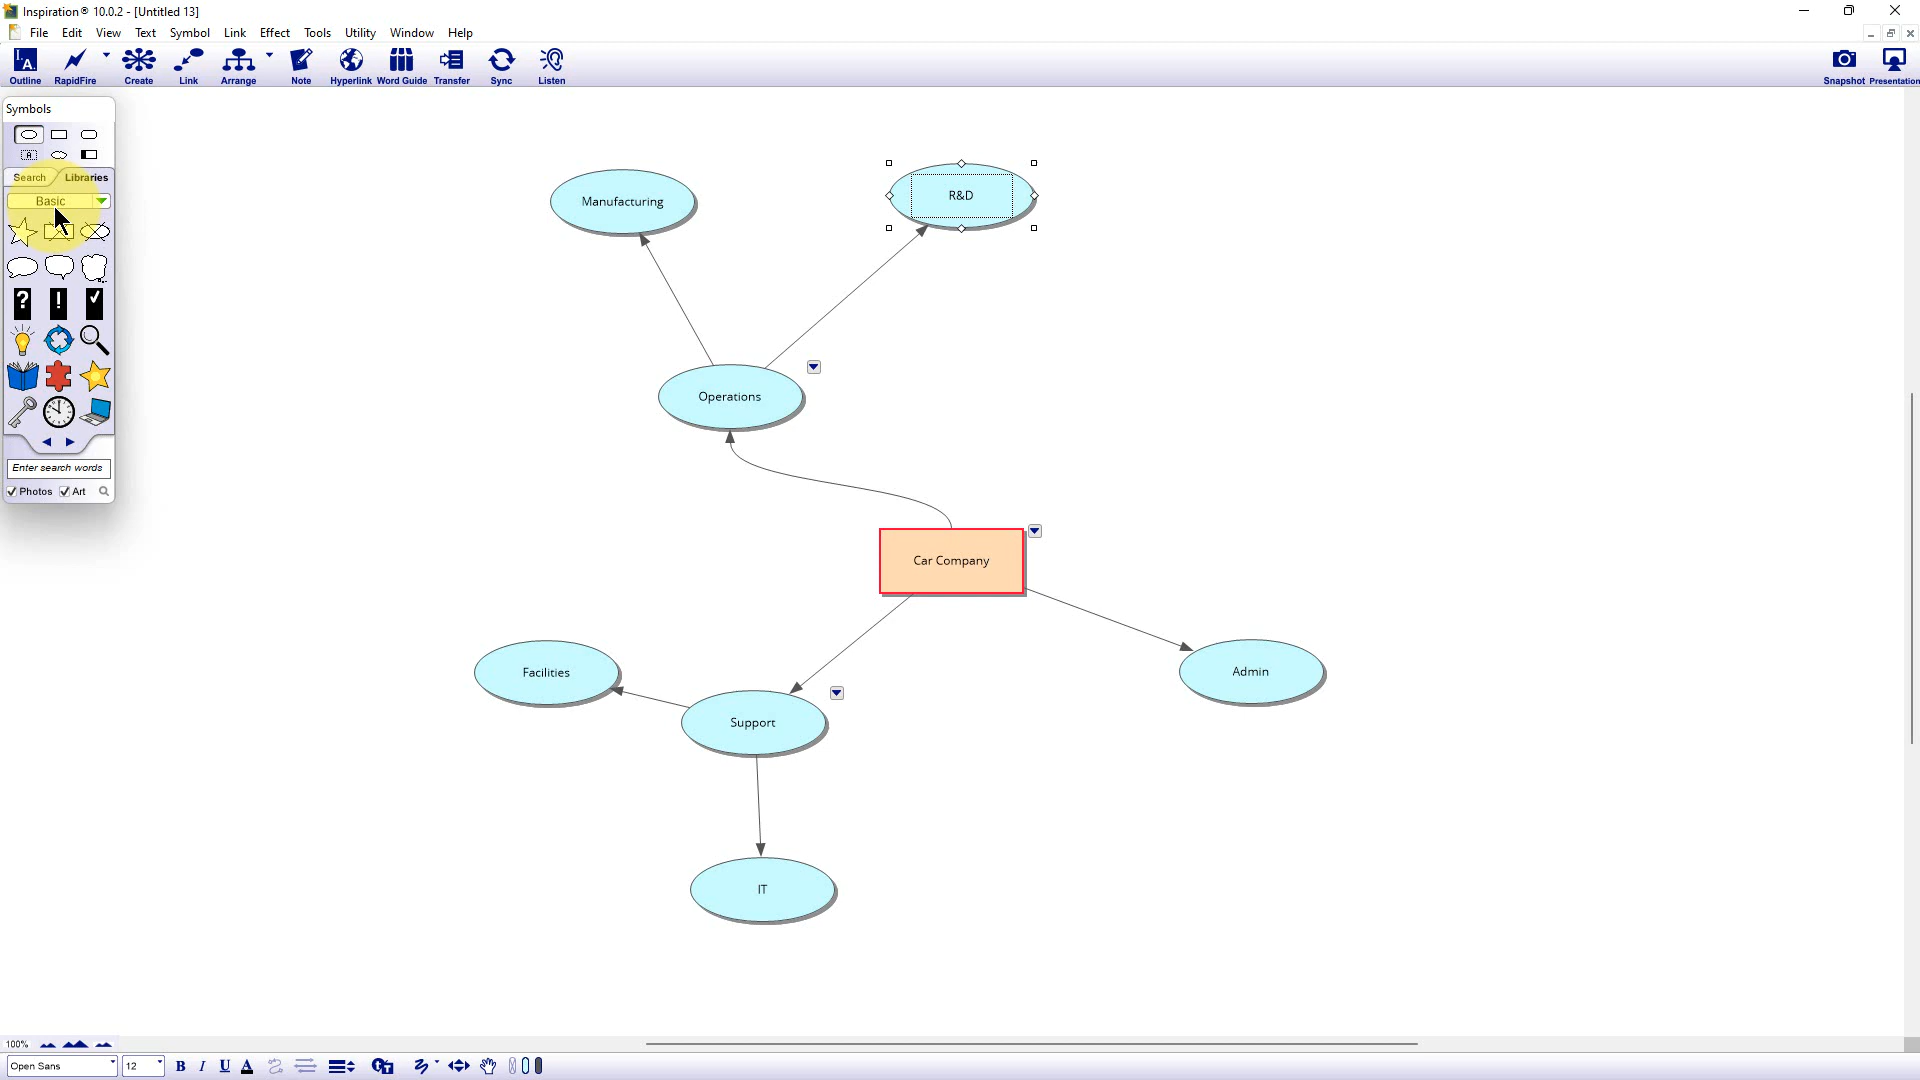 Inspiration® 10.0.2 - [Untitled 13]
File Edit View Text Symbol Link Effect Tools Utility Window Help
Outline RapidFire Create Link Arrange Note Hyperlink Word Guide Transfer Sync Listen Snapshot Presentation
Symbols
Search Libraries
Basic
Enter search words
Photos Art
Manufacturing
R&D
Operations
Car Company
Facilities
Admin
Support
IT
100%
Open Sans 12 B I U A